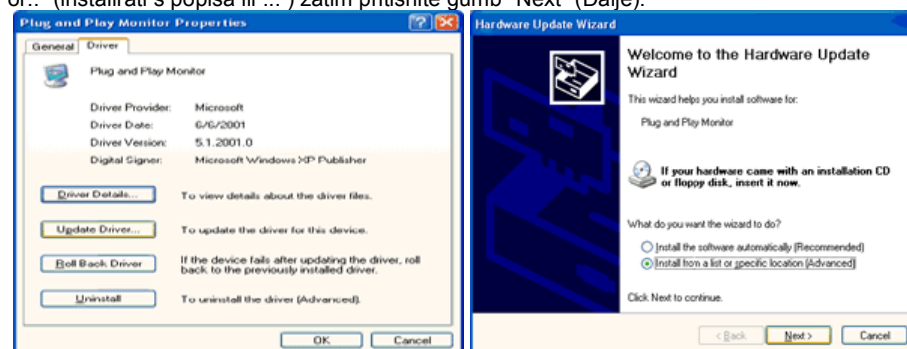 or.." (instalirati s popisa ili ... ) zatim pritisnite gumb "Next" (Dalje).
Plug and Play Monitor Properties
General
Driver
Plug and Play Monitor
Driver Provider: Microsoft
Driver Date: 6/6/2001
Driver Version: 5.1.2001.0
Digital Signer: Microsoft Windows XP Publisher
Driver Details...
To view details about the driver files.
Update Driver...
To update the driver for this device.
Roll Back Driver
If the device fails after updating the driver, roll
back to the previously installed driver.
Uninstall
To uninstall the driver (Advanced).
OK
Cancel
Hardware Update Wizard
Welcome to the Hardware Update
Wizard
This wizard helps you install software for:
Plug and Play Monitor
If your hardware came with an installation CD
or floppy disk, insert it now.
What do you want the wizard to do?
Install the software automatically (Recommended)
Install from a list or specific location (Advanced)
Click Next to continue.
< Back
Next >
Cancel